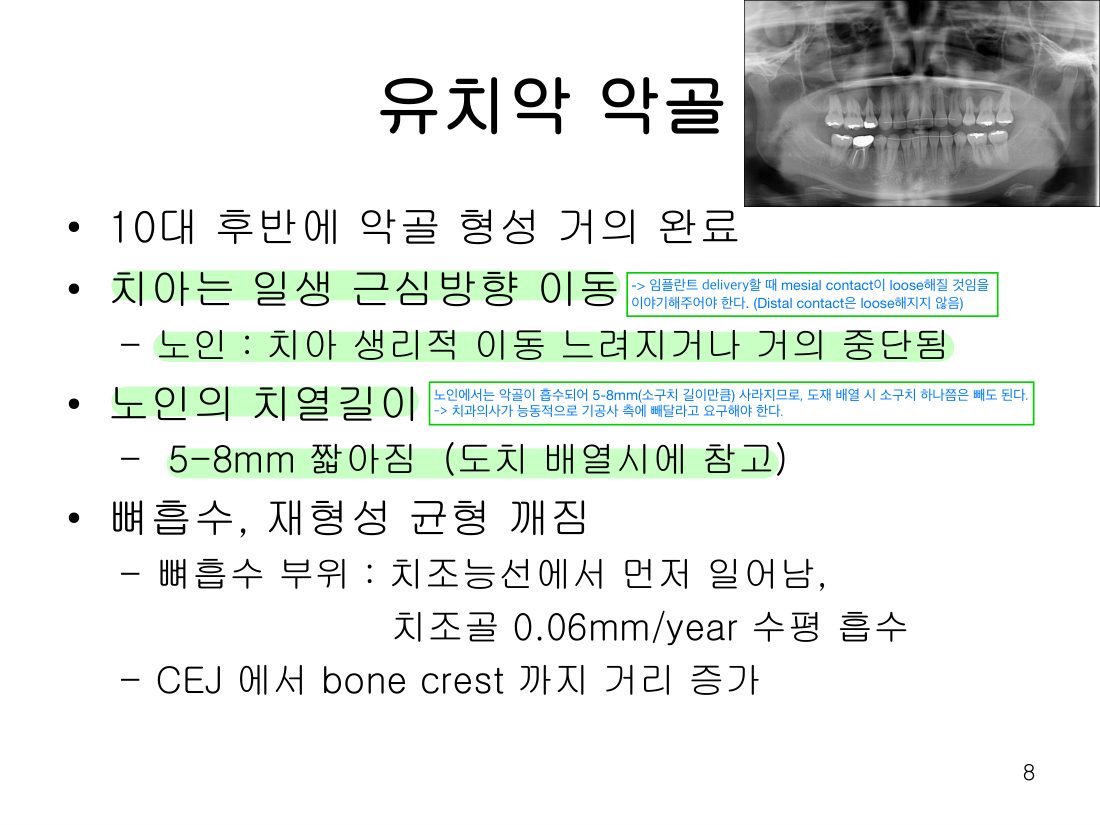 유치악 악골
• 10대 후반에 악골 형성 거의 완료
• 치아는 일생 근심방향 이동
-> 임플란트 delivery할 때 mesial contact이 loose해질 것임을
이야기해주어야 한다. (Distal contact은 loose해지지 않음)
– 노인 : 치아 생리적 이동 느려지거나 거의 중단됨
• 노인의 치열길이
노인에서는 악골이 흡수되어 5-8mm(소구치 길이만큼) 사라지므로, 도재 배열 시 소구치 하나쯤은 빼도 된다.
-> 치과의사가 능동적으로 기공사 측에 빼달라고 요구해야 한다.
– 5-8mm 짧아짐 (도치 배열시에 참고)
• 뼈흡수, 재형성 균형 깨짐
– 뼈흡수 부위 : 치조능선에서 먼저 일어남,
치조골 0.06mm/year 수평 흡수
– CEJ 에서 bone crest 까지 거리 증가
8